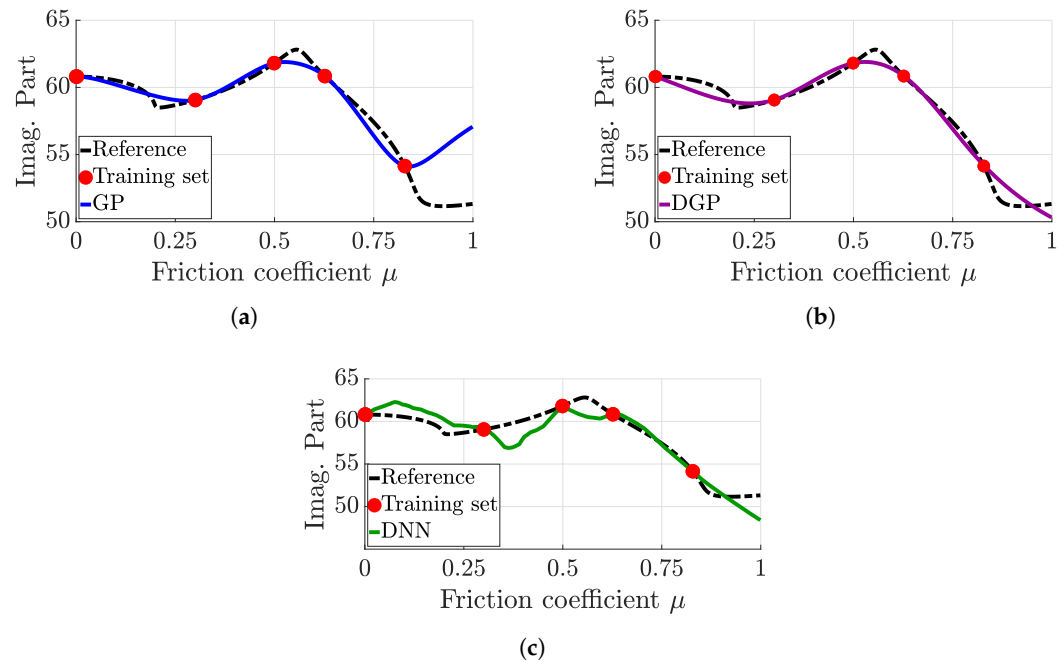 65
60
55
50
Imag. Part
Reference
Training set
GP
0
0.25
0.5
0.75
1
Friction coefficient μ
(a)
65
60
55
50
Imag. Part
Reference
Training set
DGP
0
0.25
0.5
0.75
1
Friction coefficient μ
(b)
65
60
55
50
Imag. Part
Reference
Training set
DNN
0
0.25
0.5
0.75
1
Friction coefficient μ
(c)